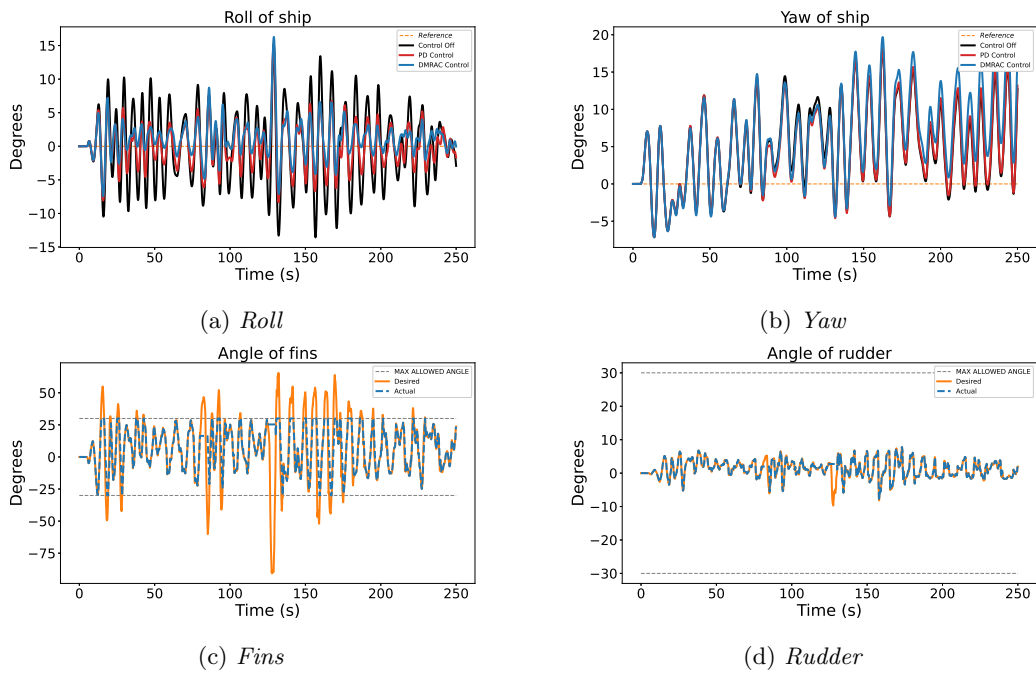 Roll of ship
15
10
5
0
−5
−10
−15
Degrees
Reference
Control Off
PD Control
DMRAC Control
0
50
100
150
200
250
Time (s)
(a) Roll
Yaw of ship
20
15
10
5
0
−5
Degrees
Reference
Control Off
PD Control
DMRAC Control
0
50
100
150
200
250
Time (s)
(b) Yaw
Angle of fins
50
25
0
−25
−50
−75
Degrees
MAX ALLOWED ANGLE
Desired
Actual
0
50
100
150
200
250
Time (s)
(c) Fins
Angle of rudder
30
20
10
0
−10
−20
−30
Degrees
MAX ALLOWED ANGLE
Desired
Actual
0
50
100
150
200
250
Time (s)
(d) Rudder